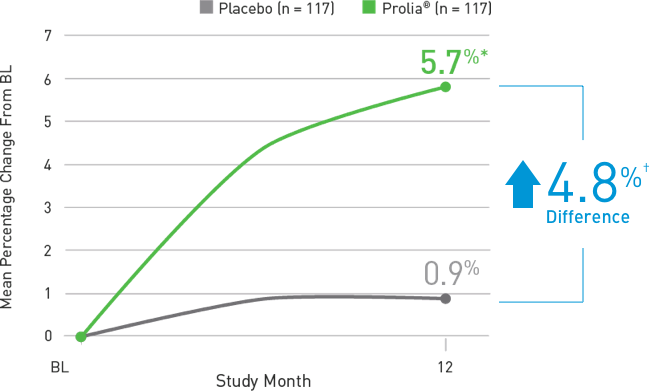 Placebo (n = 117) Prolia® (n = 117)
Mean Percentage Change From BL
7
6
5
4
3
2
1
0
5.7%*
0.9%
4.8%†
Difference
BL 12
Study Month